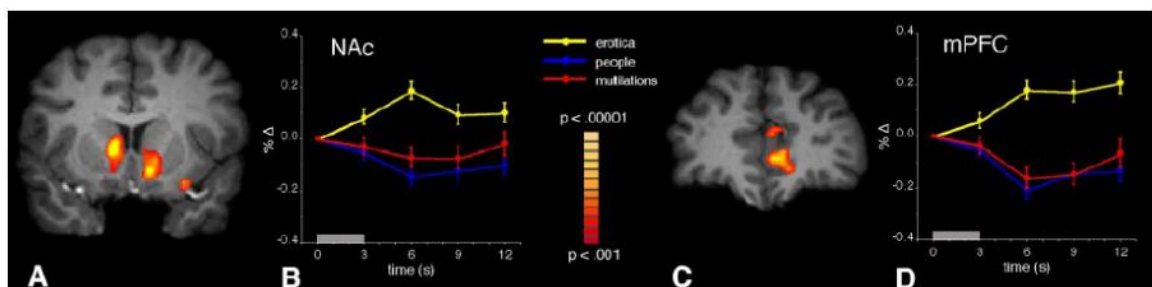 NAc
0.4
0.2
0.0
-0.2
-0.4
% Δ
0 3 6 9 12
time (s)
erotica
people
mutilations
p < .00001
p < .001
mPFC
0.4
0.2
0.0
-0.2
-0.4
% Δ
0 3 6 9 12
time (s)
A
B
C
D